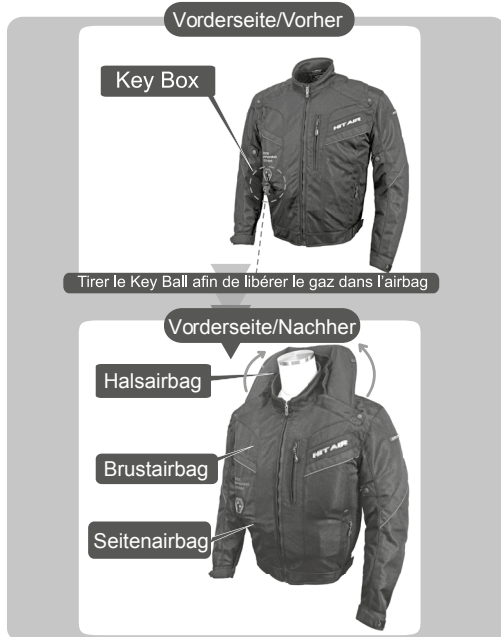 Vorderseite/Vorher
Key Box
HIT AIR
Tirer le Key Ball afin de libérer le gaz dans l'airbag
Vorderseite/Nachher
Halsairbag
HIT AIR
Brustairbag
Seitenairbag